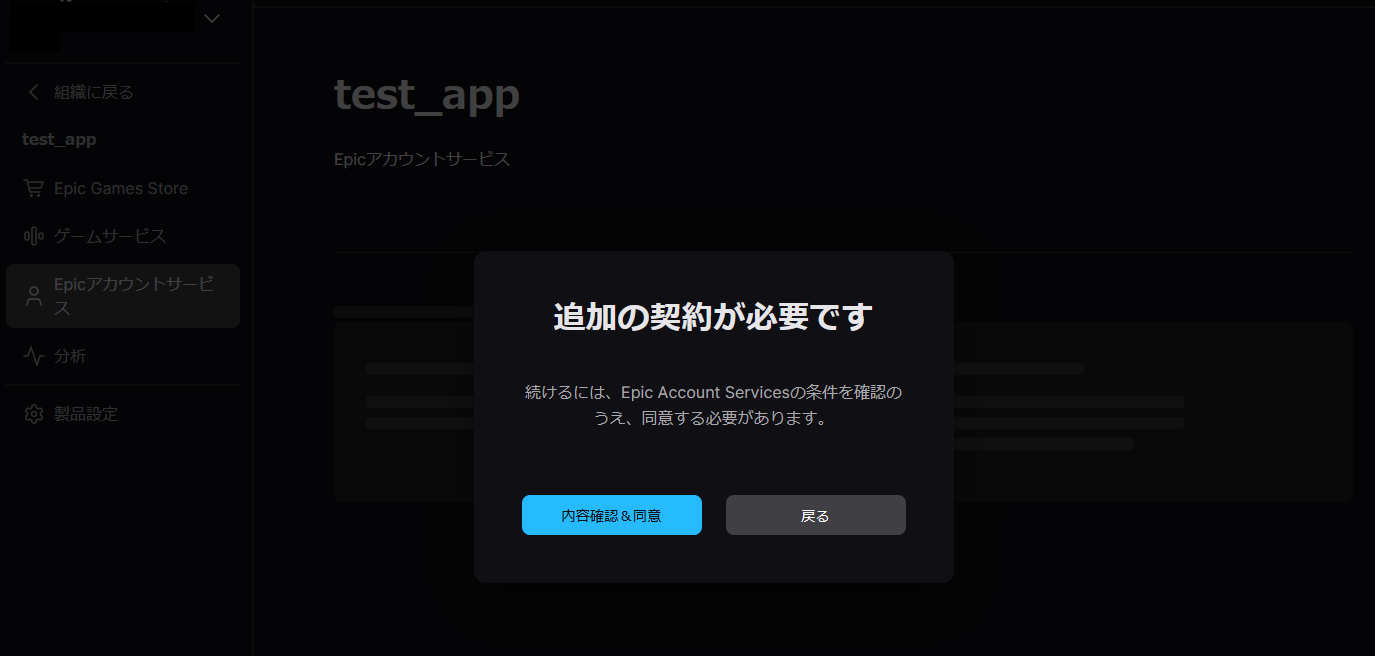 組織に戻る
test_app
Epic Games Store
ゲームサービス
Epicアカウントサービ
ス
分析
製品設定
test_app
Epicアカウントサービス
追加の契約が必要です
続けるには、Epic Account Servicesの条件を確認の
うえ、同意する必要があります。
内容確認&同意
戻る